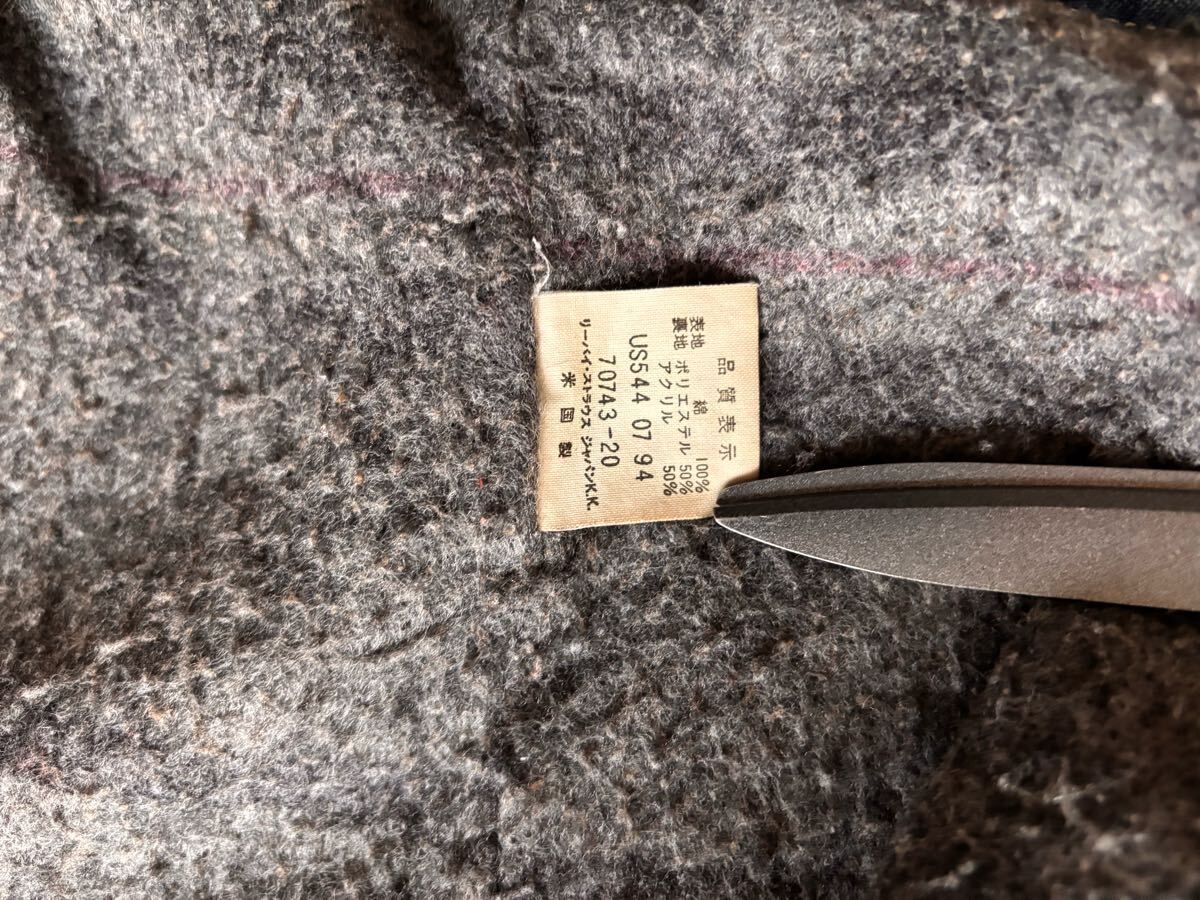 品質表示
表地 綿 100%
裏地 ポリエステル 50%
アクリル 50%
US544 07 94
70743-20
リーバイ・ストラウス ジャパンK.K.
米国製